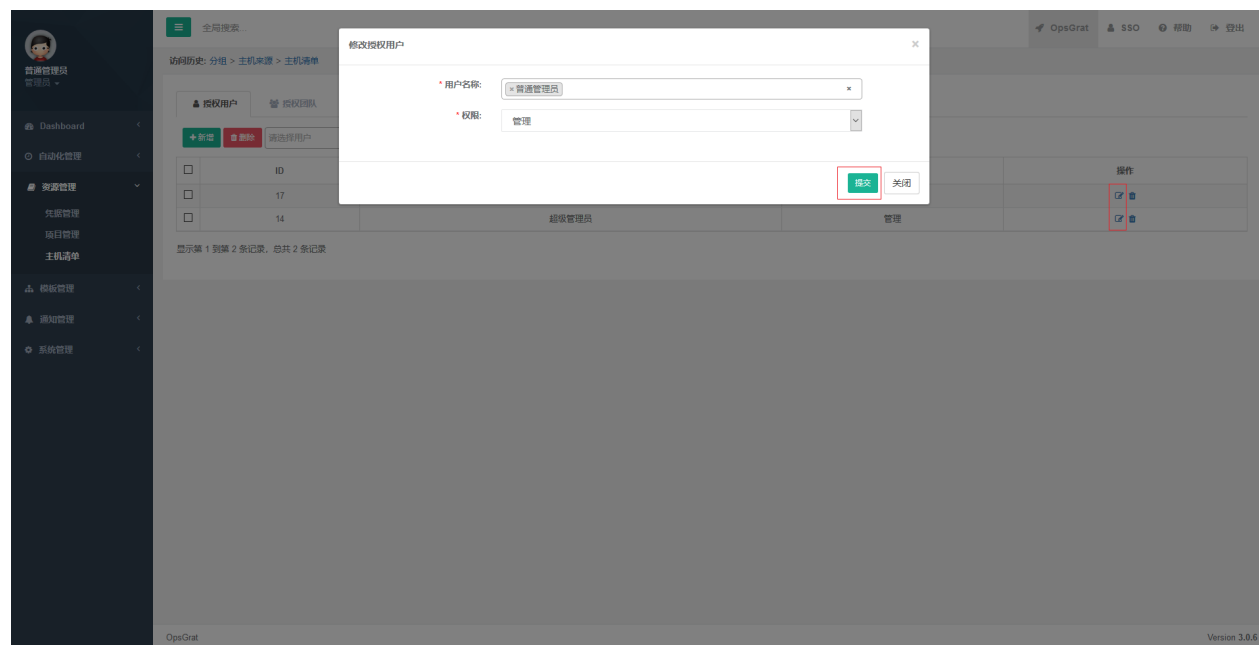 全局搜索...
OpsGrat
SSO
帮助
登出
普通管理员
管理员
Dashboard
自动化管理
资源管理
凭据管理
项目管理
主机清单
模板管理
通知管理
系统管理
访问历史: 分组 > 主机来源 > 主机清单
授权用户
授权团队
新增
删除
请选择用户
修改授权用户
×
* 用户名称:
× 普通管理员
×
* 权限:
管理
提交
关闭
ID
操作
17
14
超级管理员
管理
显示第 1 到第 2 条记录，总共 2 条记录
OpsGrat
Version 3.0.6